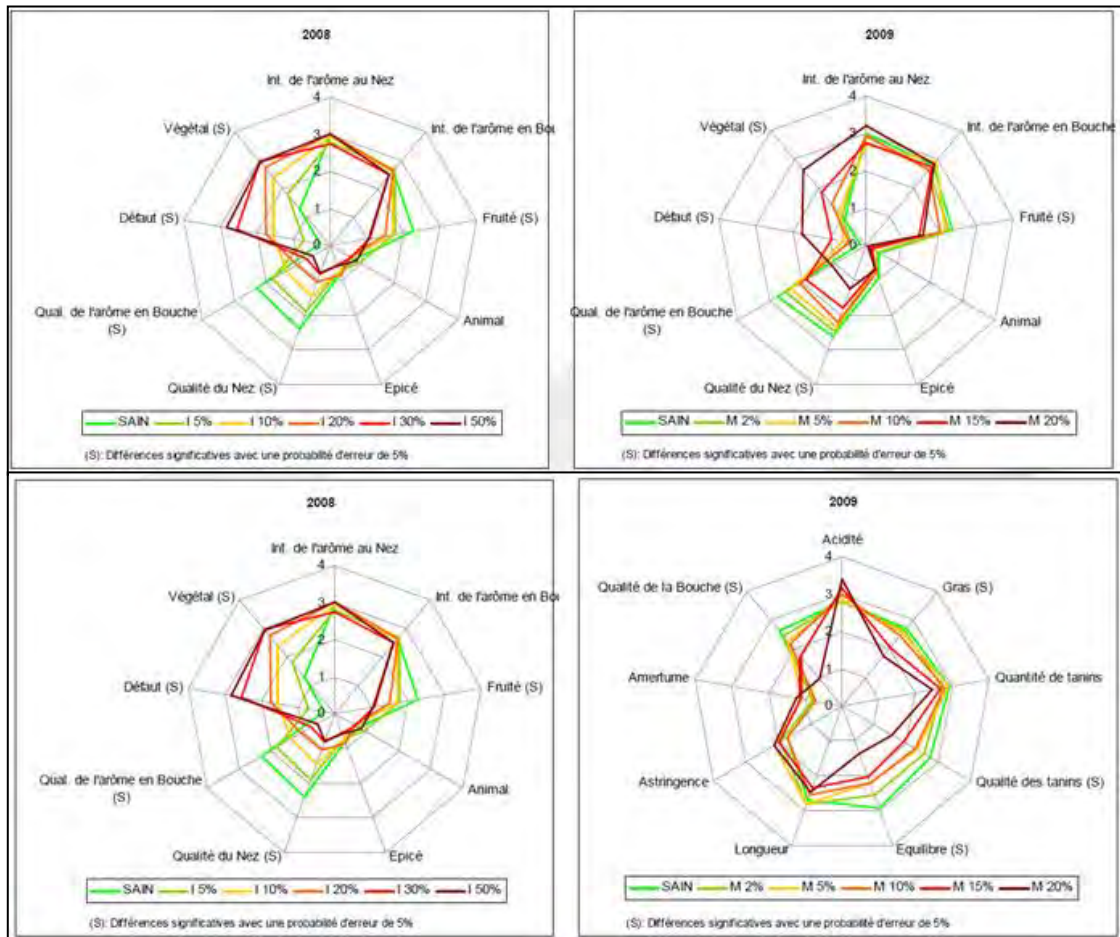 2008
Int. de l'arôme au Nez
Int. de l'arôme en Bou
Végétal (S)
Fruité (S)
Défaut (S)
Animal
Qual. de l'arôme en Bouche
(S)
Epicé
Qualité du Nez (S)
4
3
2
1
0
SAIN I 5% I 10% I 20% I 30% I 50%
(S): Différences significatives avec une probabilité d'erreur de 5%
2009
Int. de l'arôme au Nez
Int. de l'arôme en Bouche
Végétal (S)
Fruité (S)
Défaut (S)
Animal
Qual. de l'arôme en Bouche
(S)
Epicé
Qualité du Nez (S)
4
3
2
1
0
SAIN M 2% M 5% M 10% M 15% M 20%
(S): Différences significatives avec une probabilité d'erreur de 5%
2008
Int. de l'arôme au Nez
Int. de l'arôme en Bou
Végétal (S)
Fruité (S)
Défaut (S)
Animal
Qual. de l'arôme en Bouche
(S)
Epicé
Qualité du Nez (S)
4
3
2
1
0
SAIN I 5% I 10% I 20% I 30% I 50%
(S): Différences significatives avec une probabilité d'erreur de 5%
2009
Acidité
Qualité de la Bouche (S)
Gras (S)
Amertume
Quantité de tanins
Astringence
Qualité des tanins (S)
Longueur
Equilibre (S)
4
3
2
1
0
SAIN M 2% M 5% M 10% M 15% M 20%
(S): Différences significatives avec une probabilité d'erreur de 5%